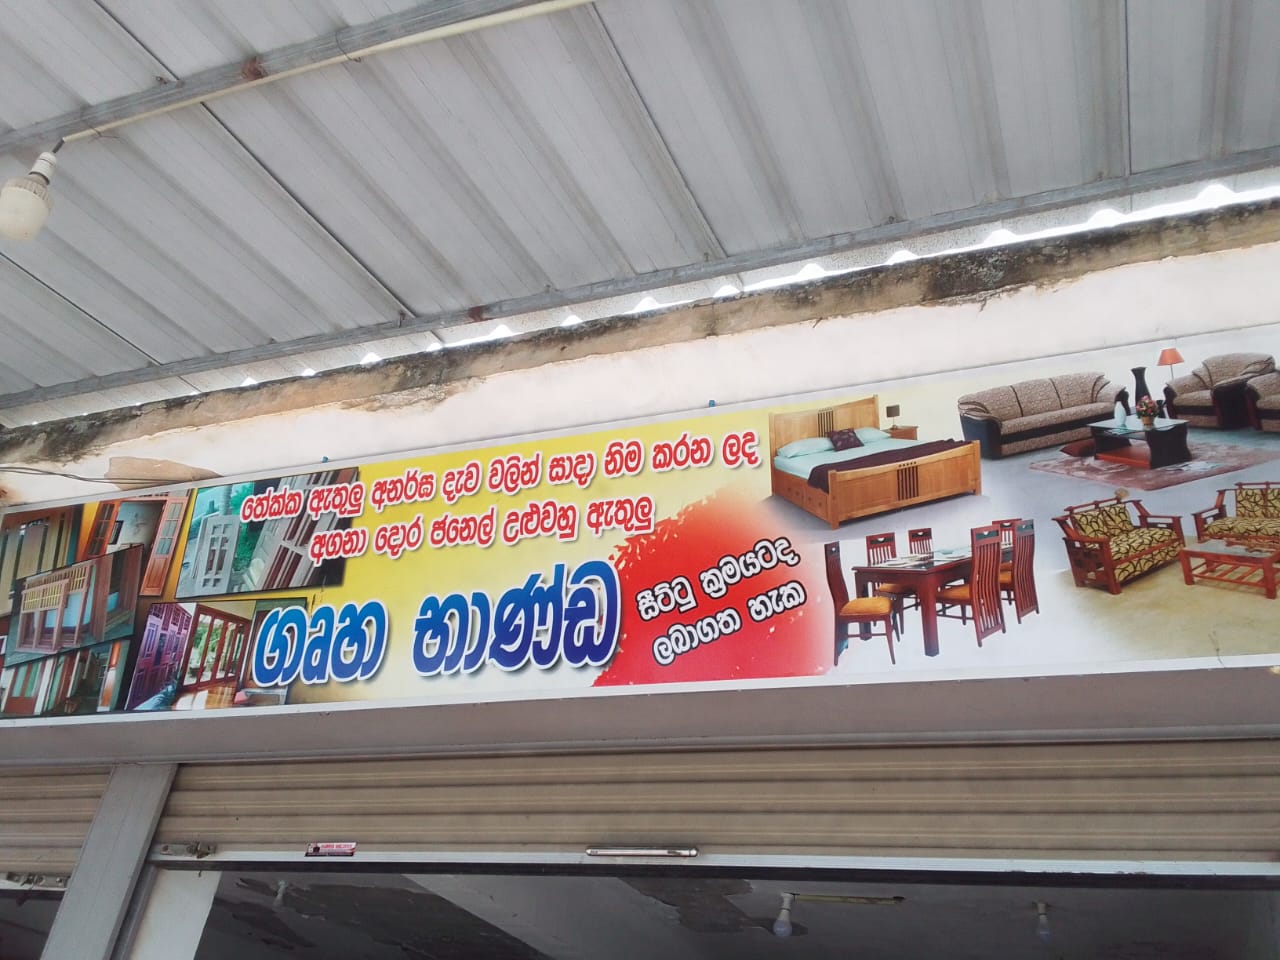 තේක්ක ඇතුලු අනර්ඝ දැව වලින් සාදා නිම කරන ලද
අගනා දොර ජනෙල් උළුවහු ඇතුලු
ගෘහ භාණ්ඩ
සීට්ටු ක්‍රමයටද
ලබාගත හැක